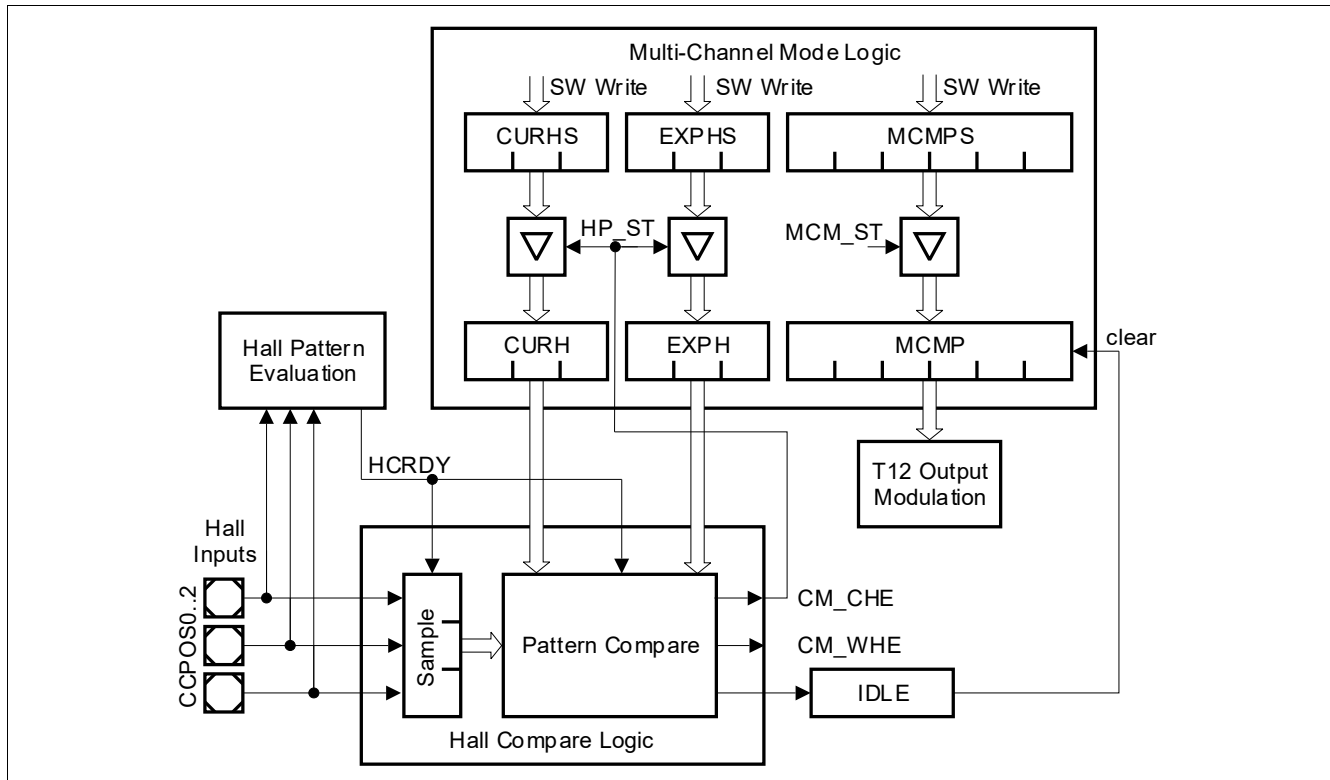 Multi-Channel Mode Logic
SW Write
SW Write
SW Write
CURHS
EXPHS
MCMPS
HP_ST
MCM_ST
CURH
EXPH
MCMP
clear
Hall Pattern
Evaluation
T12 Output
Modulation
HCRDY
Hall
Inputs
CCPOS0..2
Sample
Pattern Compare
CM_CHE
CM_WHE
IDLE
Hall Compare Logic